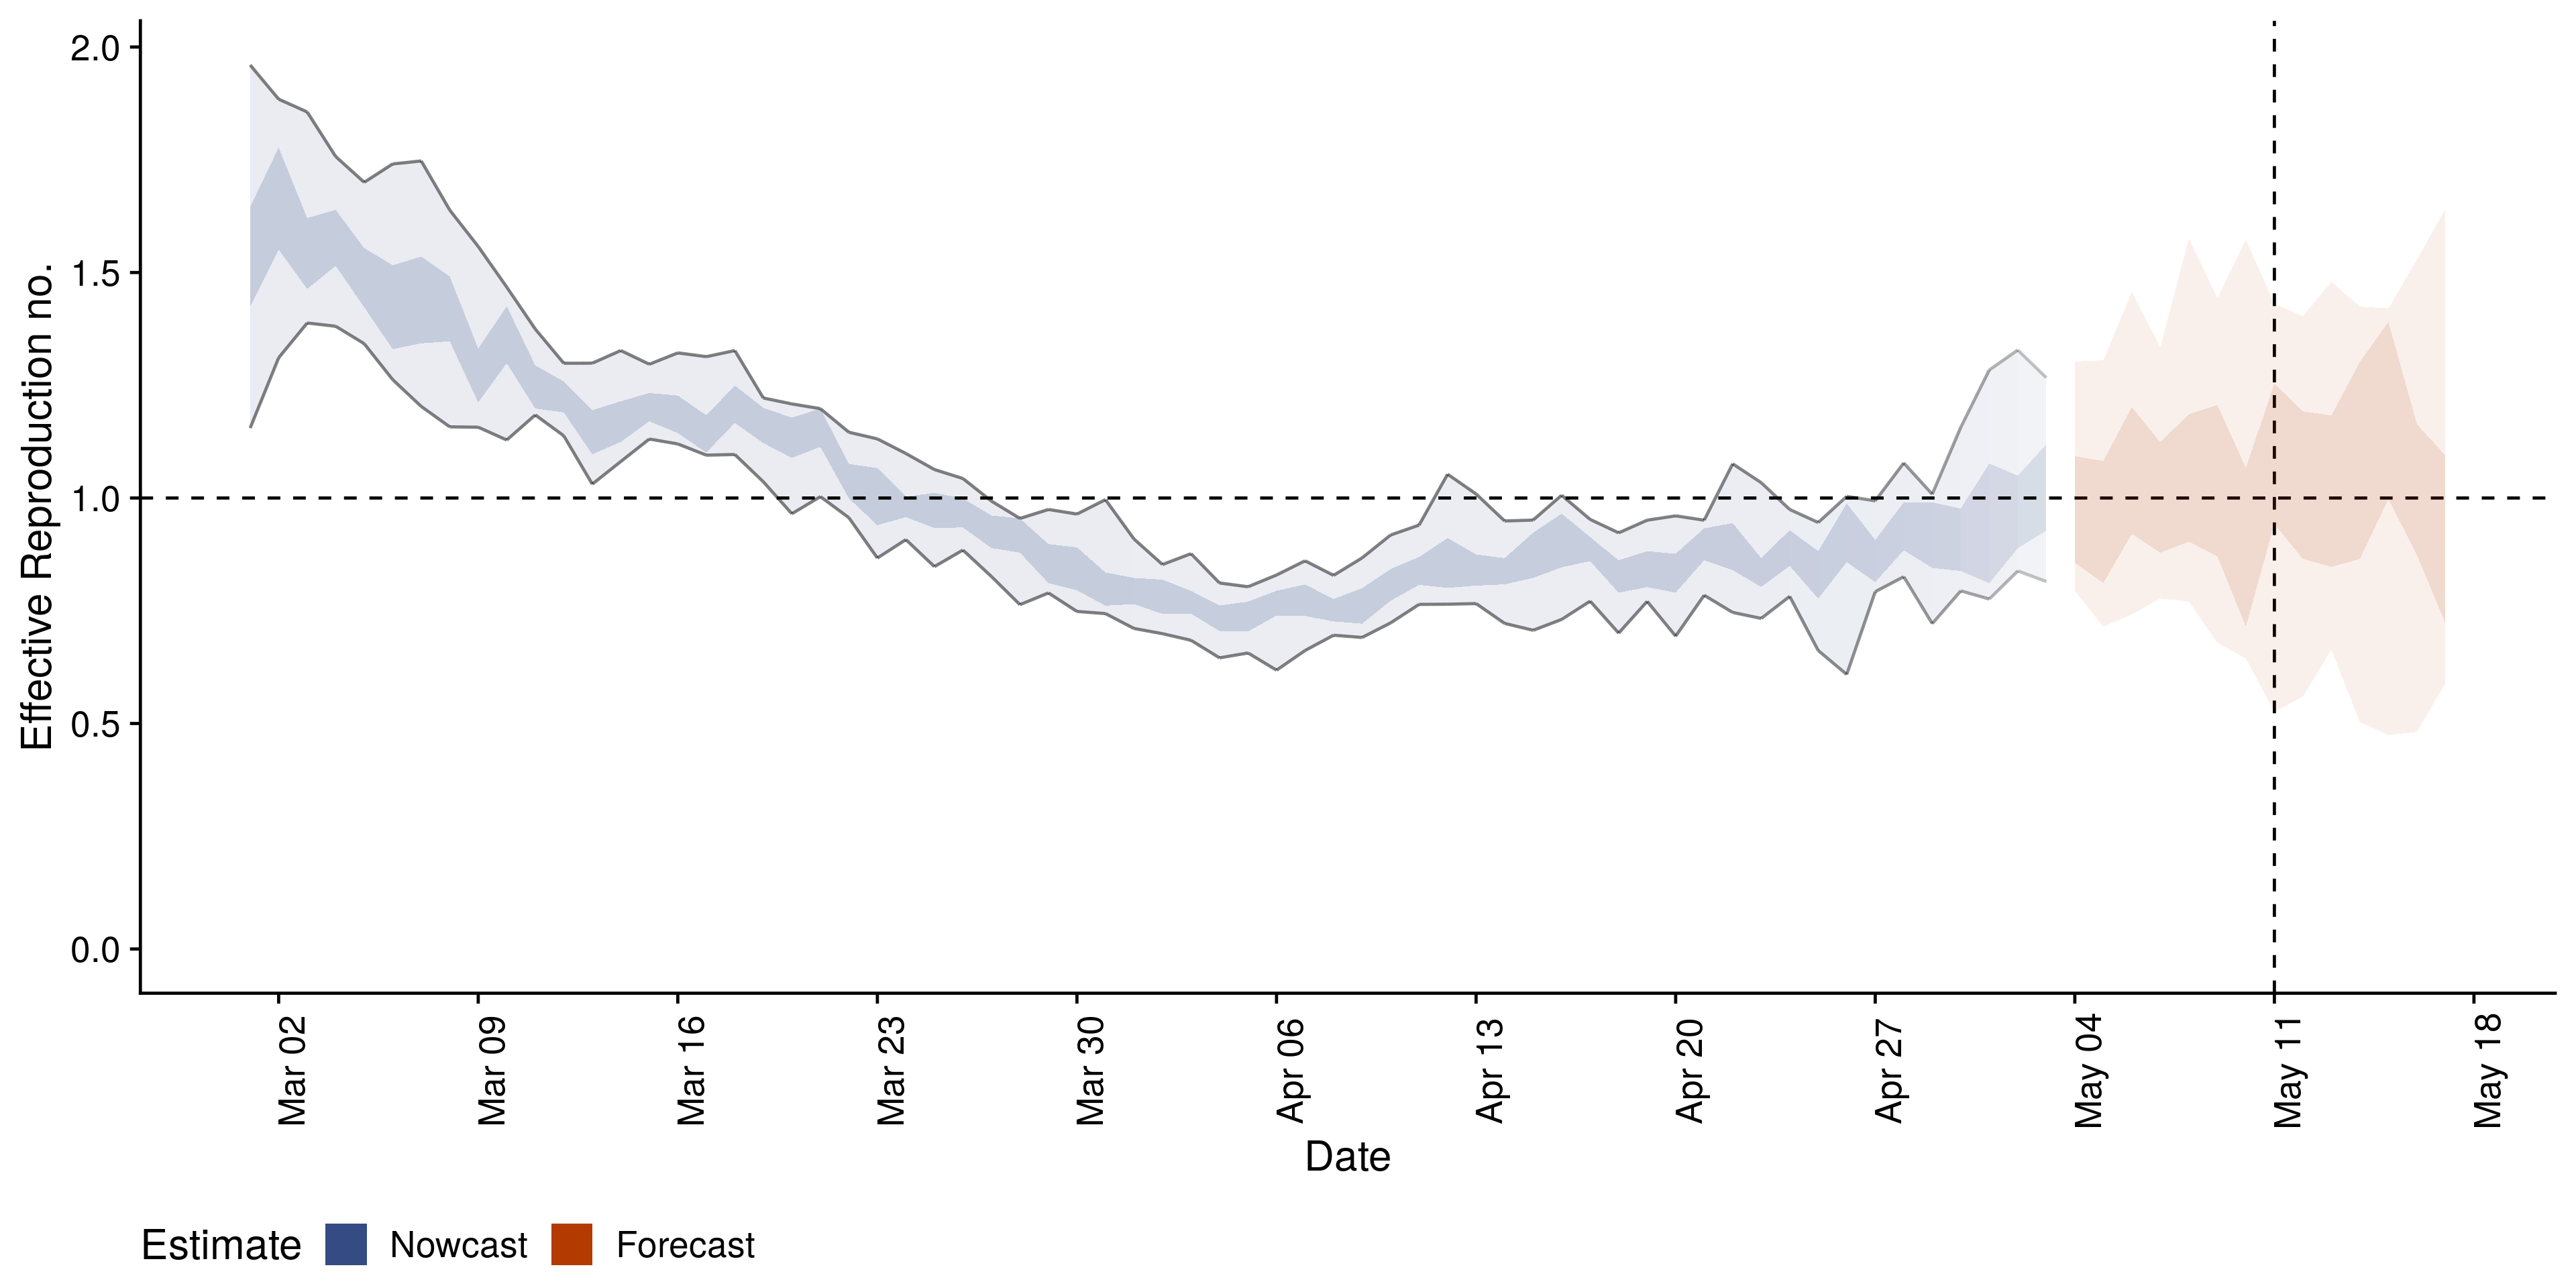 Effective Reproduction no.
2.0
1.5
1.0
0.5
0.0
Mar 02
Mar 09
Mar 16
Mar 23
Mar 30
Apr 06
Apr 13
Apr 20
Apr 27
May 04
May 11
May 18
Date
Estimate Nowcast Forecast